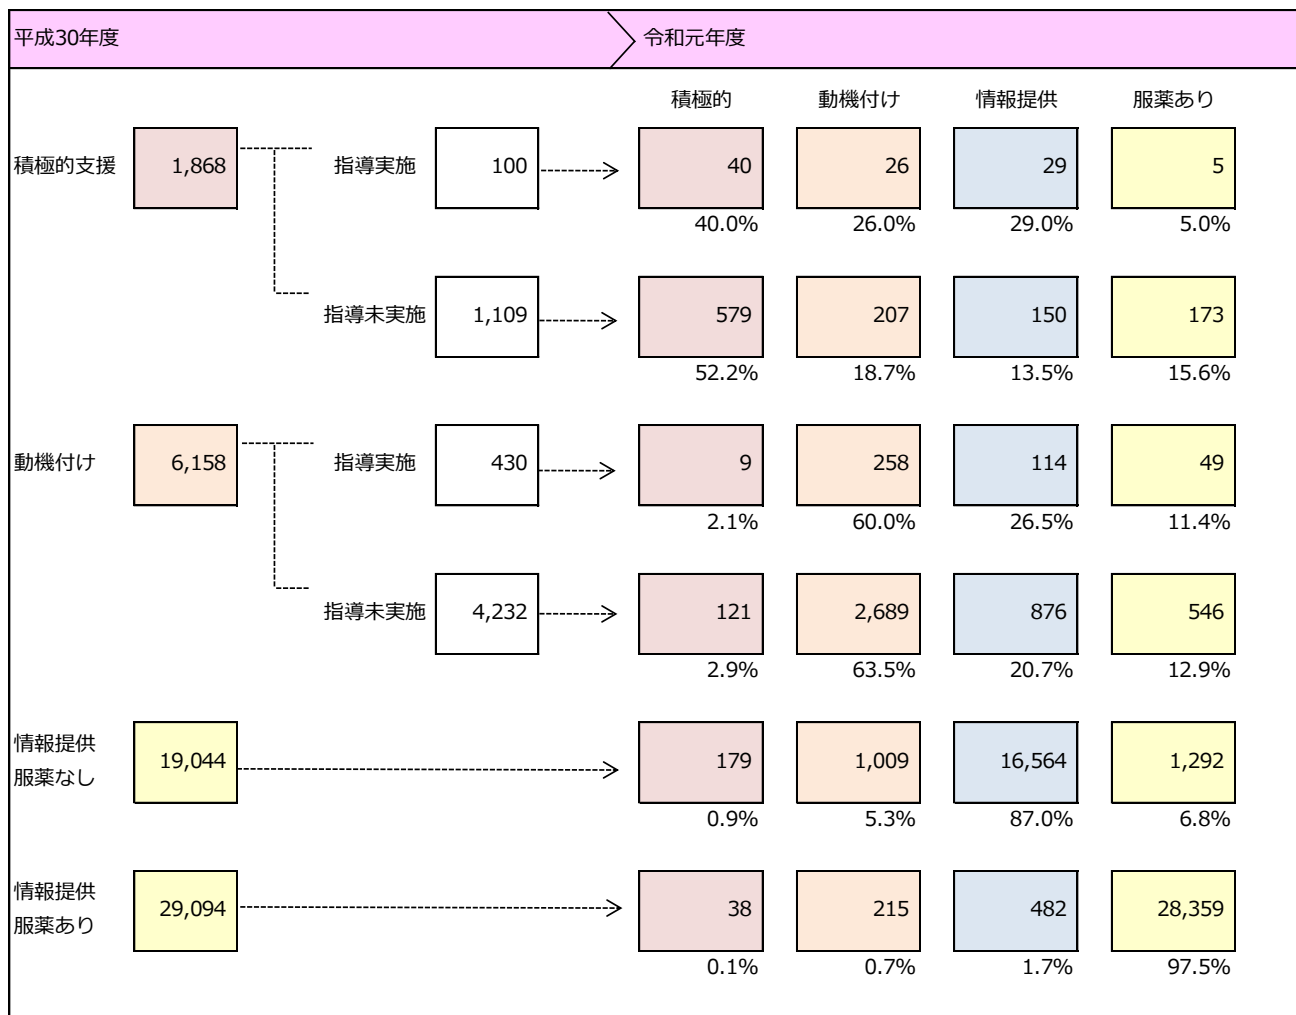 平成30年度 令和元年度
積極的 動機付け 情報提供 服薬あり
積極的支援 1,868 指導実施 100 40 26 29 5
40.0% 26.0% 29.0% 5.0%
指導未実施 1,109 579 207 150 173
52.2% 18.7% 13.5% 15.6%
動機付け 6,158 指導実施 430 9 258 114 49
2.1% 60.0% 26.5% 11.4%
指導未実施 4,232 121 2,689 876 546
2.9% 63.5% 20.7% 12.9%
情報提供
服薬なし 19,044 179 1,009 16,564 1,292
0.9% 5.3% 87.0% 6.8%
情報提供
服薬あり 29,094 38 215 482 28,359
0.1% 0.7% 1.7% 97.5%